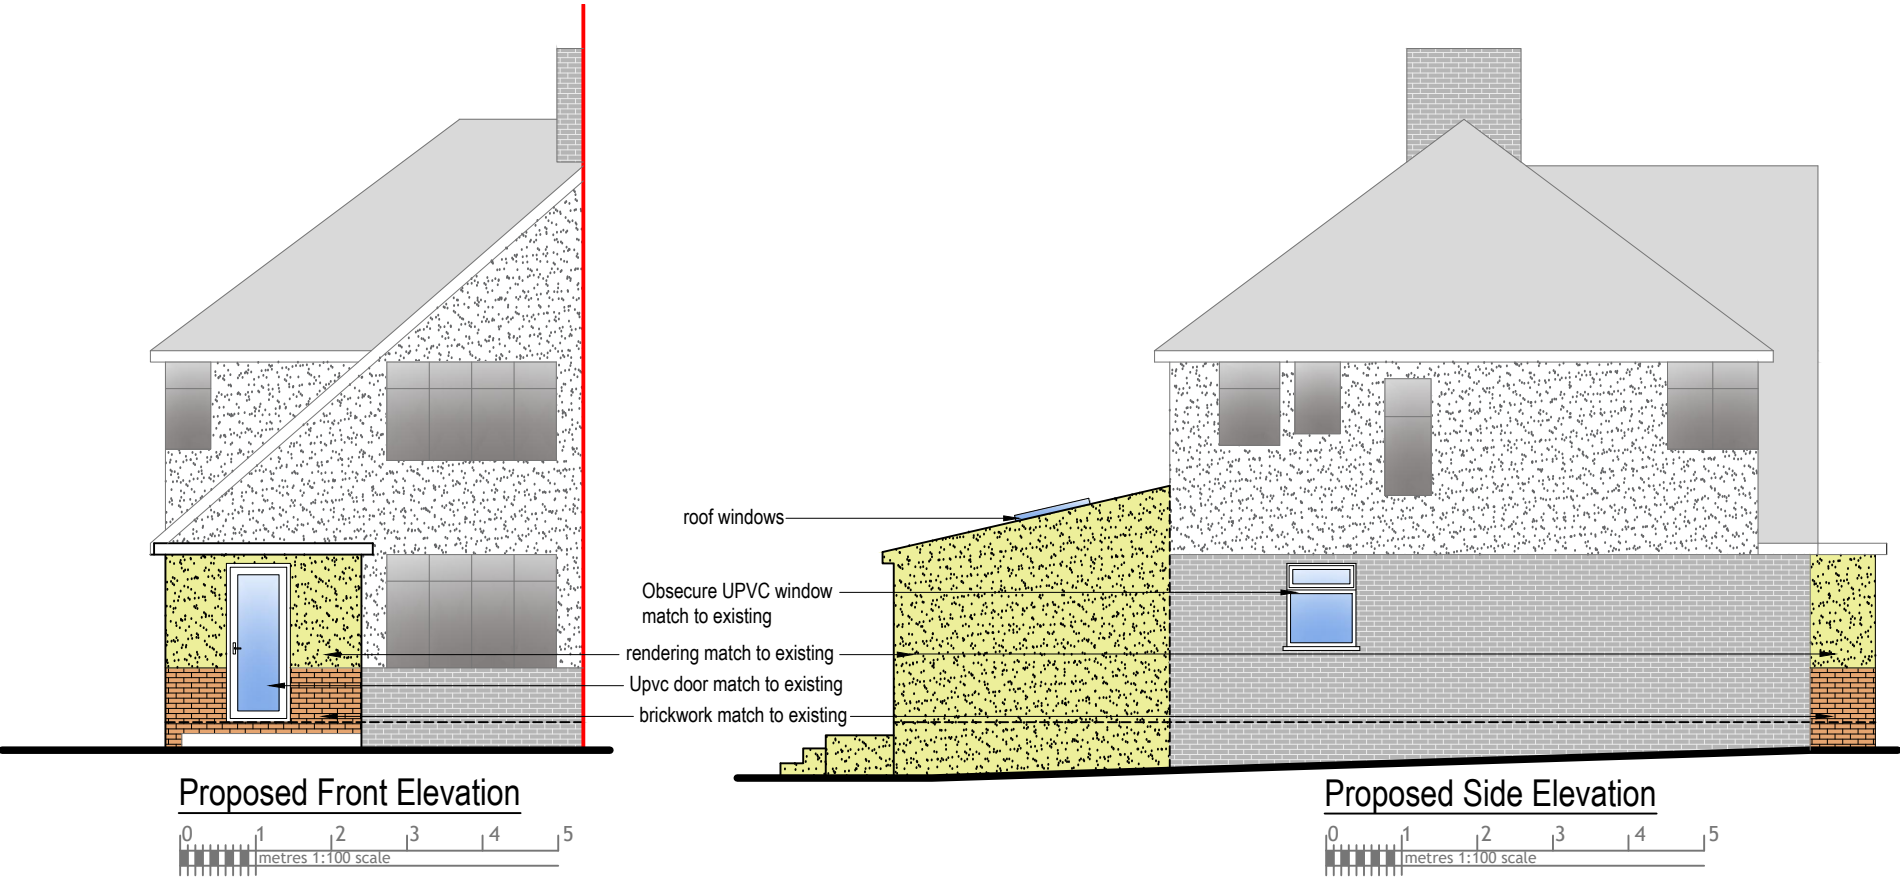 roof windows
Obsecure UPVC window
match to existing
rendering match to existing
Upvc door match to existing
brickwork match to existing
Proposed Front Elevation
0 1 2 3 4 5
metres 1:100 scale
Proposed Side Elevation
0 1 2 3 4 5
metres 1:100 scale